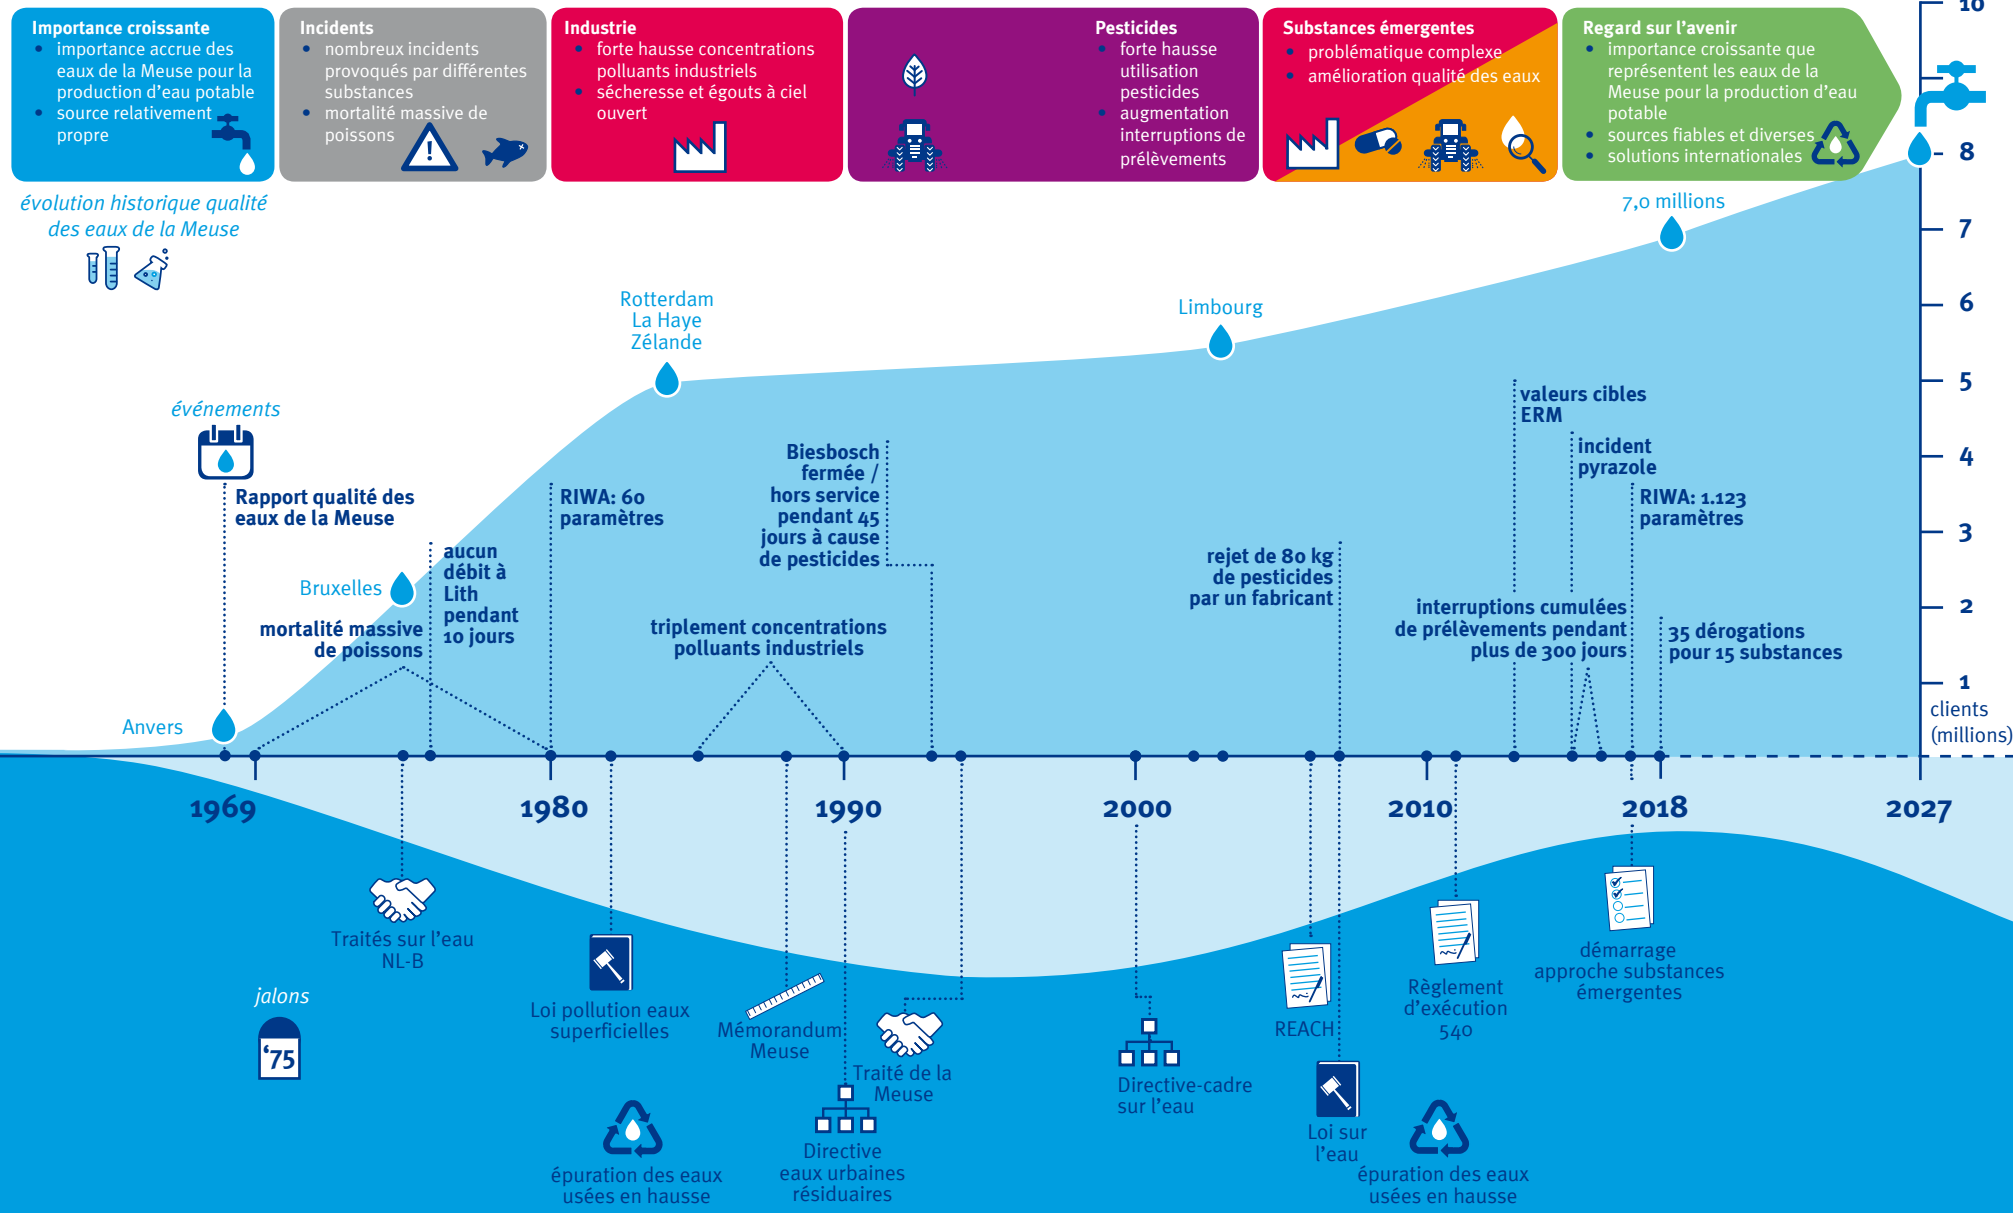 Importance croissante
• importance accrue des
eaux de la Meuse pour la
production d'eau potable
• source relativement
propre
Incidents
• nombreux incidents
provoqués par différentes
substances
• mortalité massive de
poissons
!
Industrie
• forte hausse concentrations
polluants industriels
• sécheresse et égouts à ciel
ouvert
Pesticides
• forte hausse
utilisation
pesticides
• augmentation
interruptions de
prélèvements
Substances émergentes
• problématique complexe
• amélioration qualité des eaux
Regard sur l'avenir
• importance croissante que
représentent les eaux de la
Meuse pour la production d'eau
potable
• sources fiables et diverses
• solutions internationales
10
8
7
6
5
4
3
2
1
clients
(millions)
évolution historique qualité
des eaux de la Meuse
7,0 millions
Rotterdam
La Haye
Zélande
Limbourg
événements
Rapport qualité des
eaux de la Meuse
Bruxelles
Anvers
mortalité massive
de poissons
aucun
débit à
Lith
pendant
10 jours
RIWA: 60
paramètres
triplement concentrations
polluants industriels
Biesbosch
fermée /
hors service
pendant 45
jours à cause
de pesticides
rejet de 80 kg
de pesticides
par un fabricant
valeurs cibles
ERM
incident
pyrazole
RIWA: 1.123
paramètres
interruptions cumulées
de prélèvements pendant
plus de 300 jours
35 dérogations
pour 15 substances
1969
1980
1990
2000
2010
2018
2027
jalons
'75
Traités sur l'eau
NL-B
Loi pollution eaux
superficielles
Mémorandum
Meuse
Traité de la
Meuse
Directive
eaux urbaines
résiduaires
épuration des eaux
usées en hausse
Directive-cadre
sur l'eau
REACH
Loi sur
l'eau
Règlement
d'exécution
540
démarrage
approche substances
émergentes
épuration des eaux
usées en hausse